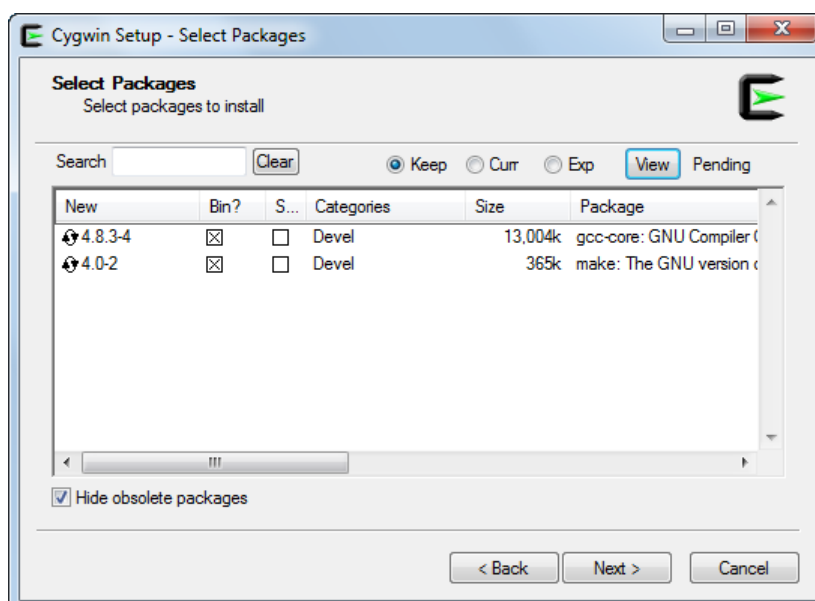 Cygwin Setup - Select Packages
Select Packages
Select packages to install
Search Clear Keep Curr Exp View Pending
New Bin? S... Categories Size Package
4.8.3-4 Devel 13,004k gcc-core: GNU Compiler
4.0-2 Devel 365k make: The GNU version
Hide obsolete packages
< Back Next > Cancel